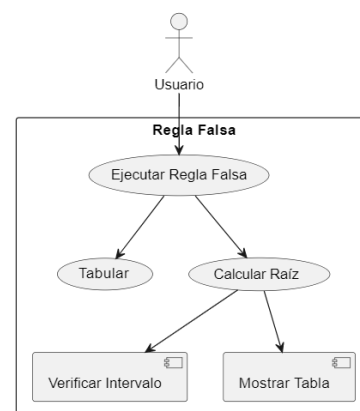 Usuario
Regla Falsa
Ejecutar Regla Falsa
Tabular
Calcular Raíz
Verificar Intervalo
Mostrar Tabla